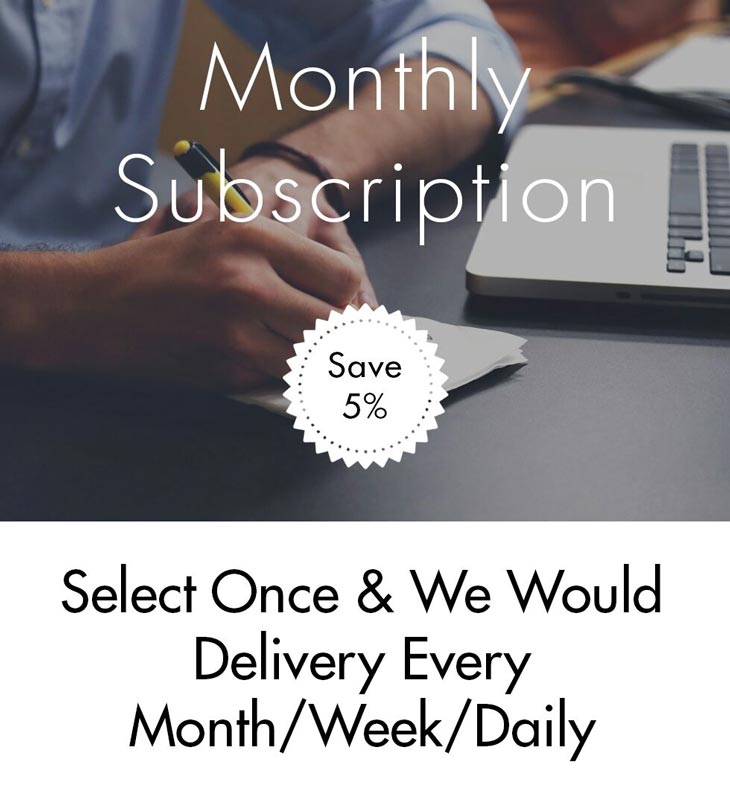 Monthly
Subscription
Save
5%
Select Once & We Would
Delivery Every
Month/Week/Daily